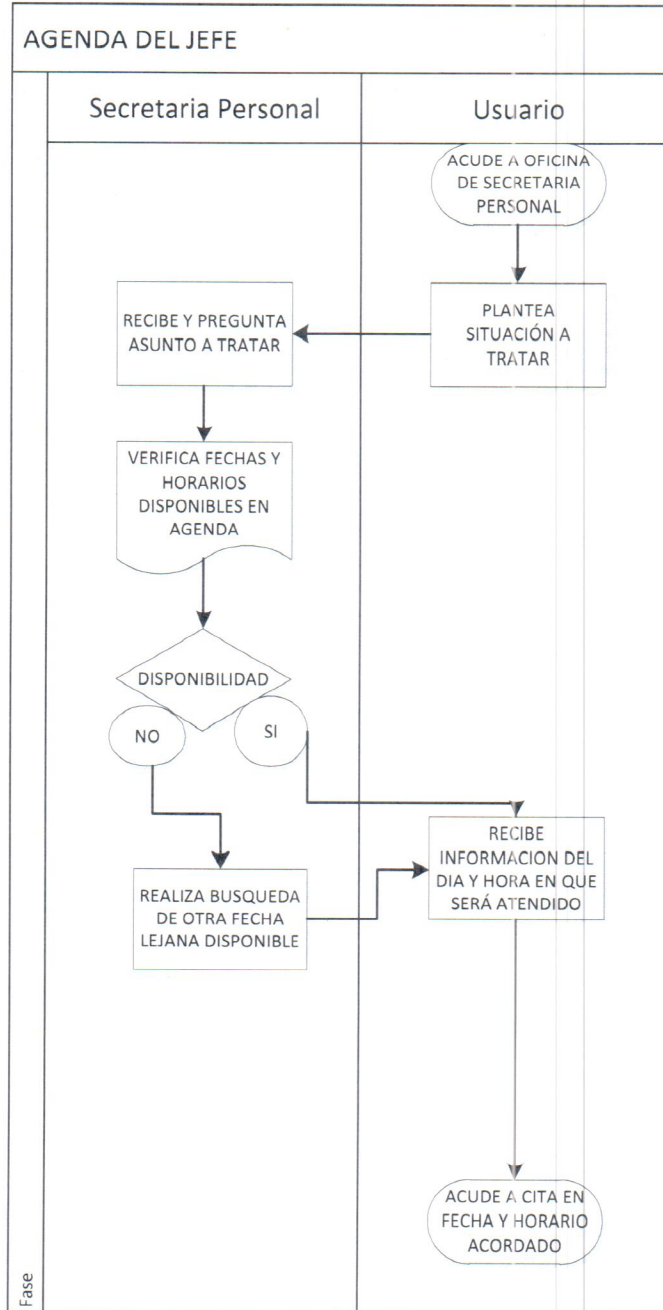 AGENDA DEL JEFE
Secretaria Personal
Usuario
ACUDE A OFICINA
DE SECRETARIA
PERSONAL
PLANTEA
SITUACIÓN A
TRATAR
RECIBE Y PREGUNTA
ASUNTO A TRATAR
VERIFICA FECHAS Y
HORARIOS
DISPONIBLES EN
AGENDA
DISPONIBILIDAD
NO
SI
REALIZA BUSQUEDA
DE OTRA FECHA
LEJANA DISPONIBLE
RECIBE
INFORMACION DEL
DIA Y HORA EN QUE
SERÁ ATENDIDO
ACUDE A CITA EN
FECHA Y HORARIO
ACORDADO
Fase